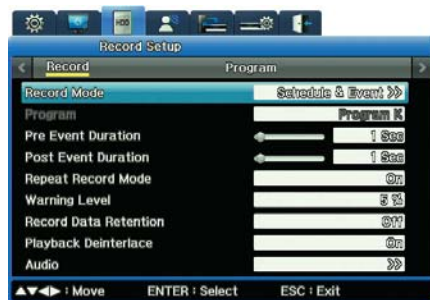 HDD
Record Setup
Record Program
Record Mode Schedule & Event
Program Program K
Pre Event Duration 1 Sec
Post Event Duration 1 Sec
Repeat Record Mode On
Warning Level 5 %
Record Data Retention Off
Playback Deinterlace On
Audio
▲▼◀▶ : Move ENTER : Select ESC : Exit